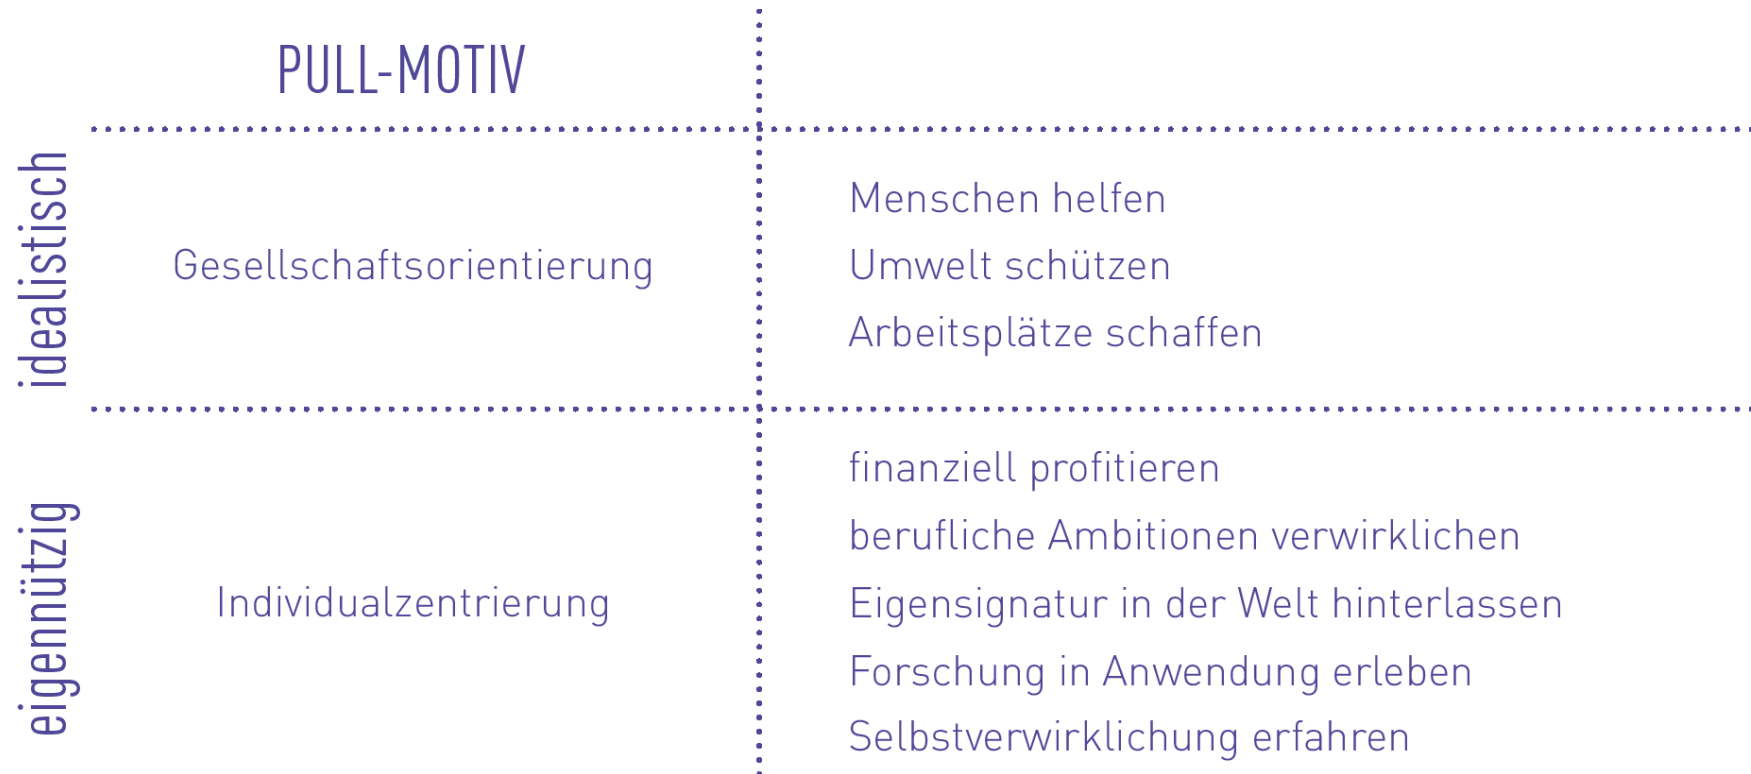 PULL-MOTIV
idealistisch
Gesellschaftsorientierung
Menschen helfen
Umwelt schützen
Arbeitsplätze schaffen
eigennützig
Individualzentrierung
finanziell profitieren
berufliche Ambitionen verwirklichen
Eigensignatur in der Welt hinterlassen
Forschung in Anwendung erleben
Selbstverwirklichung erfahren